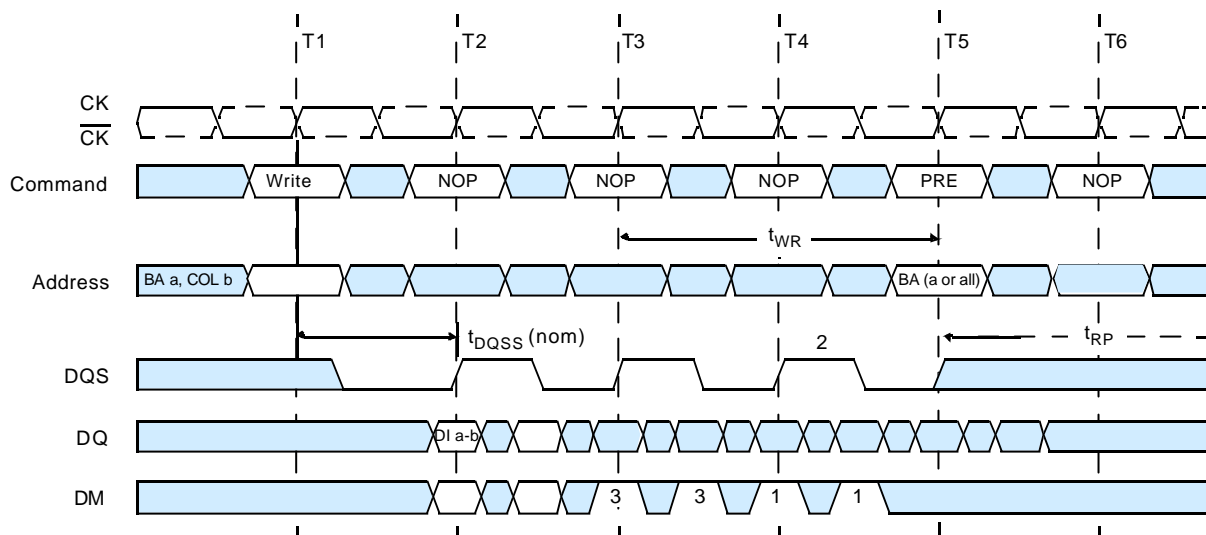 T1 T2 T3 T4 T5 T6
CK
CK
Command Write NOP NOP NOP PRE NOP
tWR
Address BA a, COL b BA (a or all)
tDQSS (nom) 2 tRP
DQS
DQ DI a-b
DM 3 3 1 1